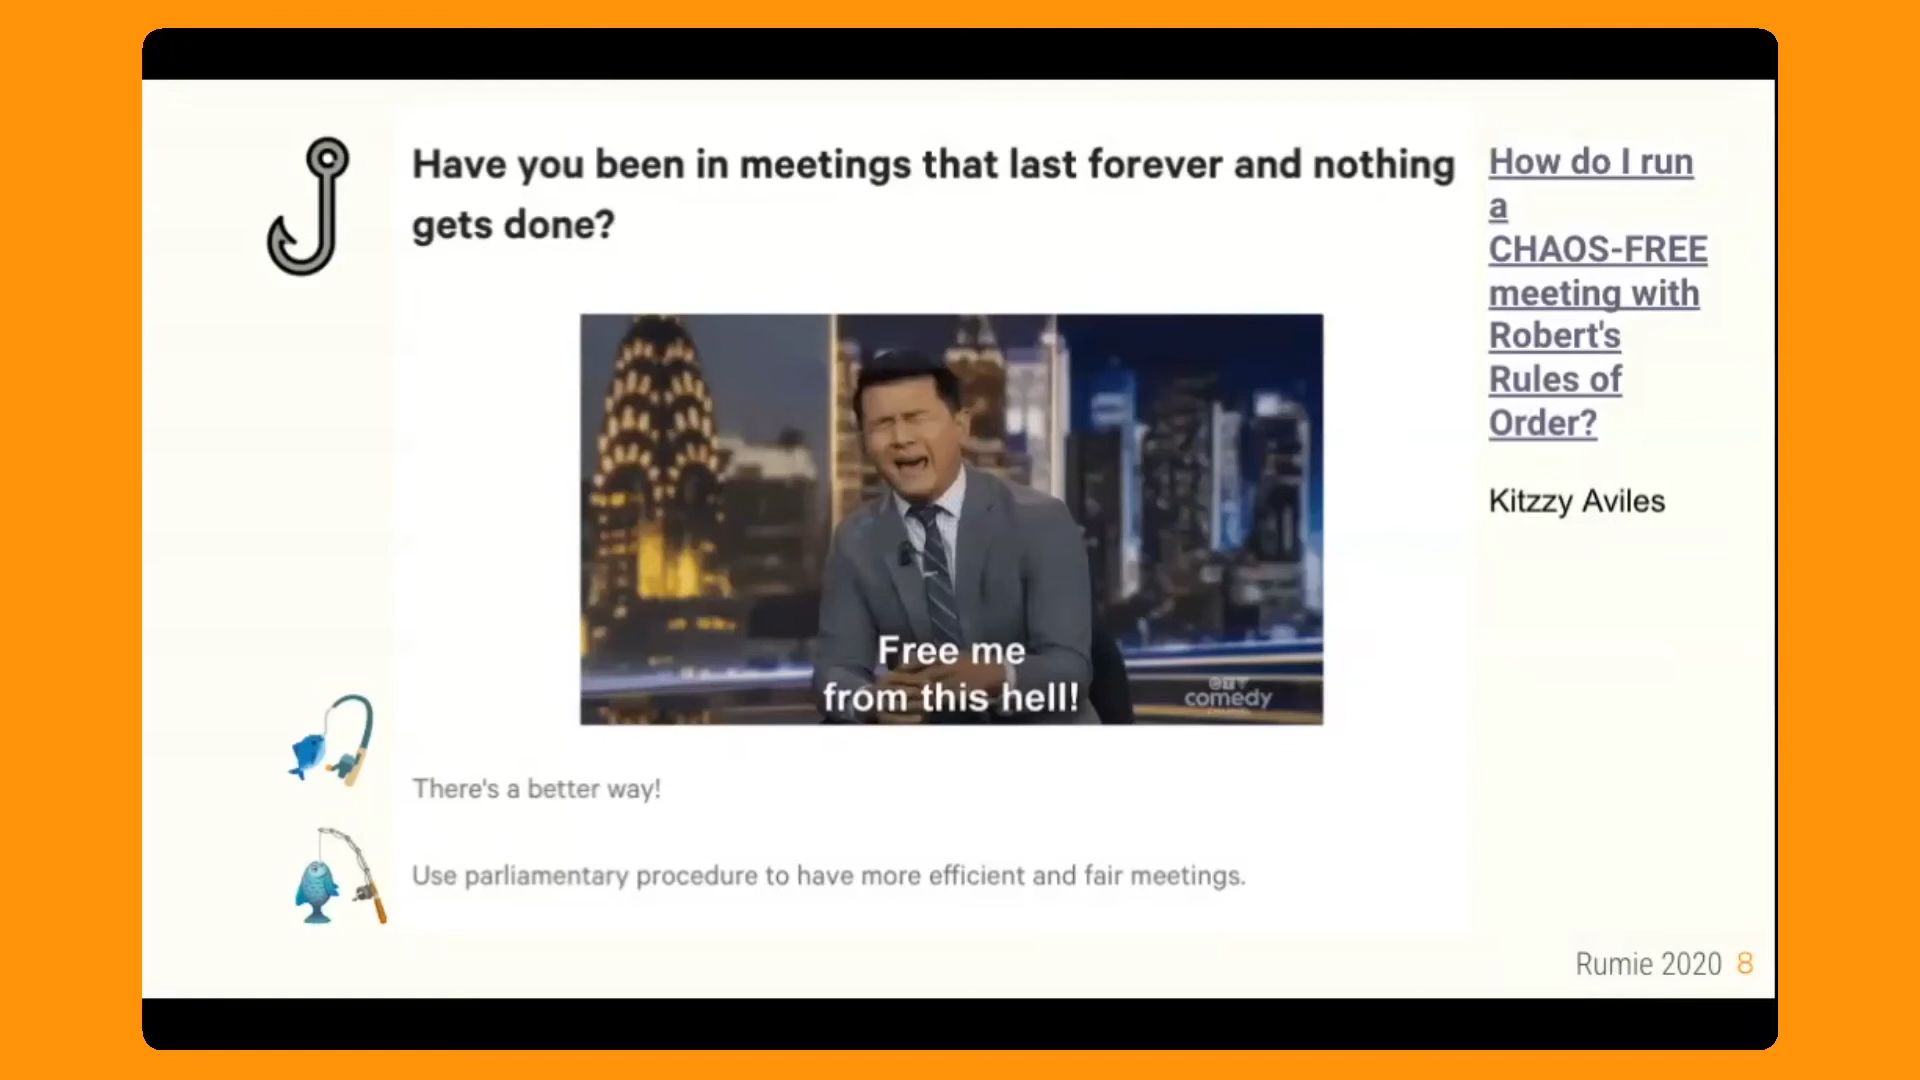 Have you been in meetings that last forever and nothing
gets done?
Free me
from this hell!
CTV
comedy
There's a better way!
Use parliamentary procedure to have more efficient and fair meetings.
How do I run
a
CHAOS-FREE
meeting with
Robert's
Rules of
Order?
Kitzzy Aviles
Rumie 2020 8